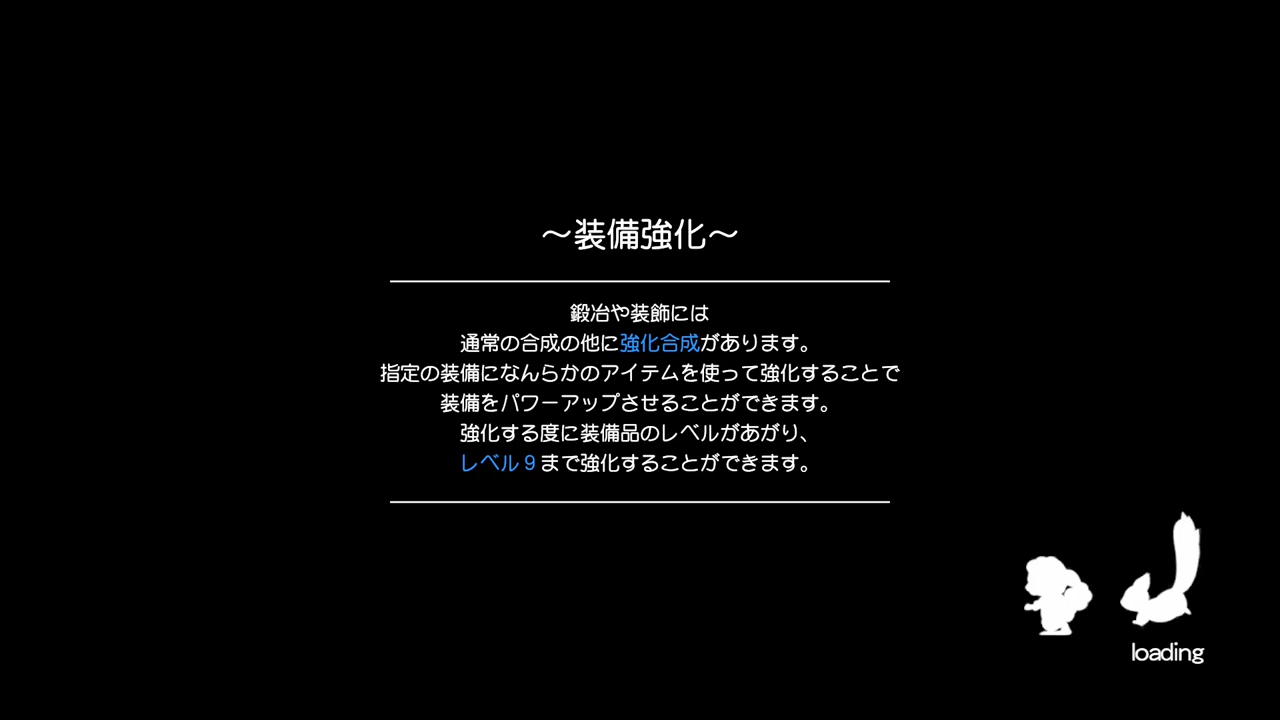 ～装備強化～
鍛冶や装飾には
通常の合成の他に強化合成があります。
指定の装備になんらかのアイテムを使って強化することで
装備をパワーアップさせることができます。
強化する度に装備品のレベルがあがり、
レベル９まで強化することができます。
loading